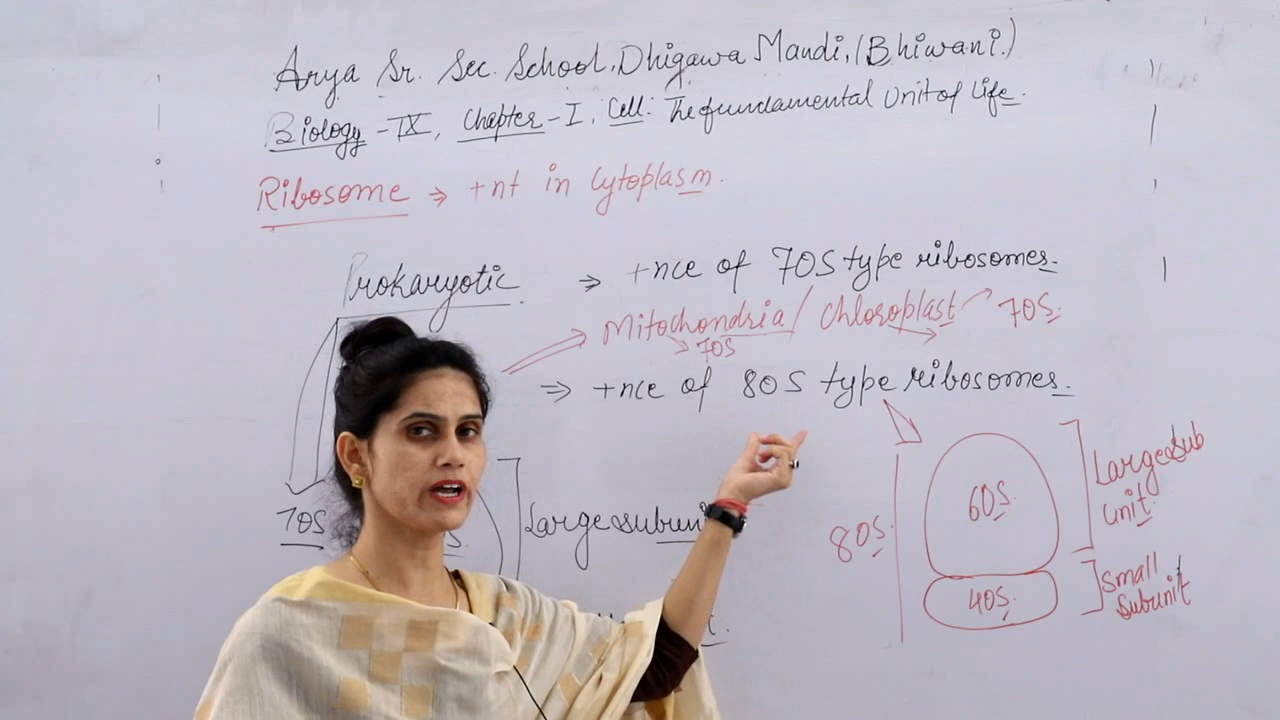 Arya Sr. Sec. School, Dhigawa Mandi, (Bhiwani.)
Biology - IX, Chapter - I, Cell: The fundamental Unit of Life.
Ribosome ⇒ +nt in Cytoplasm.
Prokaryotic ⇒ +nce of 70S type ribosomes.
Mitochondria / Chloroplast → 70S.
→ 70S
⇒ +nce of 80S type ribosomes.
70S
Large subuni
80S.
60S.
40S.
Large sub
unit.
Small
Subunit